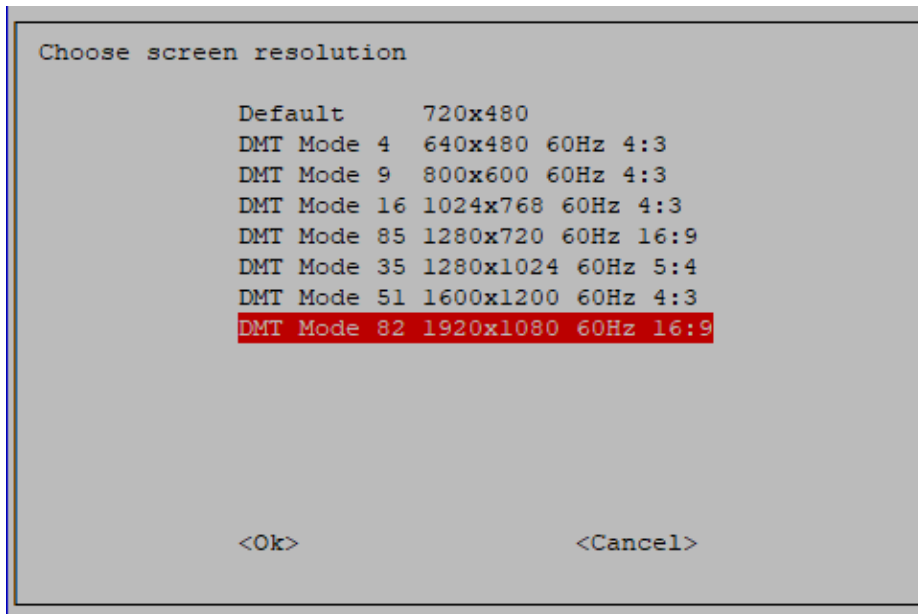 Choose screen resolution
Default 720x480
DMT Mode 4 640x480 60Hz 4:3
DMT Mode 9 800x600 60Hz 4:3
DMT Mode 16 1024x768 60Hz 4:3
DMT Mode 85 1280x720 60Hz 16:9
DMT Mode 35 1280x1024 60Hz 5:4
DMT Mode 51 1600x1200 60Hz 4:3
DMT Mode 82 1920x1080 60Hz 16:9
<Ok> <Cancel>